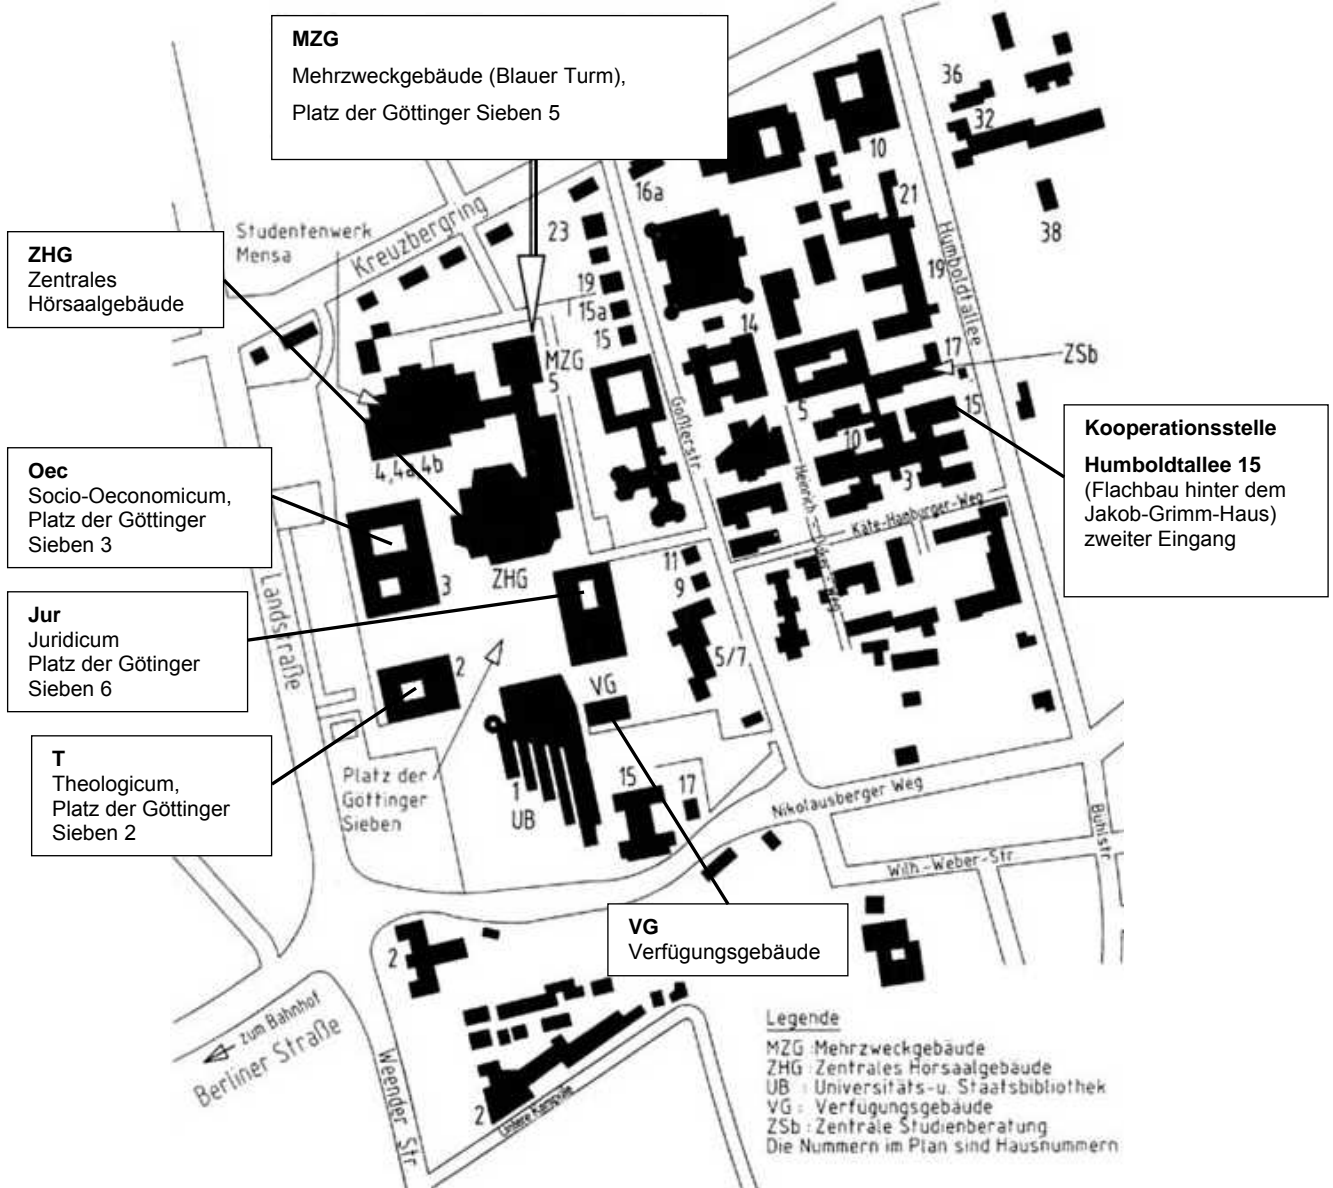 MZG
Mehrzweckgebäude (Blauer Turm),
Platz der Göttinger Sieben 5
ZHG
Zentrales
Hörsaalgebäude
Oec
Socio-Oeconomicum,
Platz der Göttinger
Sieben 3
Jur
Juridicum
Platz der Götinger
Sieben 6
T
Theologicum,
Platz der Göttinger
Sieben 2
VG
Verfügungsgebäude
Kooperationsstelle
Humboldtallee 15
(Flachbau hinter dem
Jakob-Grimm-Haus)
zweiter Eingang
Studentenwerk
Mensa
Kreuzbergring
23
19
15a
15
MZG
5
16a
10
21
19
17
15
36
32
38
Humboldtallee
ZSb
14
5
10
3
Goßlerstr.
Käte-Hamburger-Weg
4,4a,4b
ZHG
3
2
11
9
5/7
VG
Landstraße
Platz der
Göttinger
Sieben
1
UB
15
17
Nikolausberger Weg
Wilh.-Weber-Str
Bühlstr.
2
2
zum Bahnhof
Berliner Straße
Weender Str.
Legende
MZG : Mehrzweckgebäude
ZHG : Zentrales Hörsaalgebäude
UB : Universitäts-u. Staatsbibliothek
VG : Verfügungsgebäude
ZSb : Zentrale Studienberatung
Die Nummern im Plan sind Hausnummern